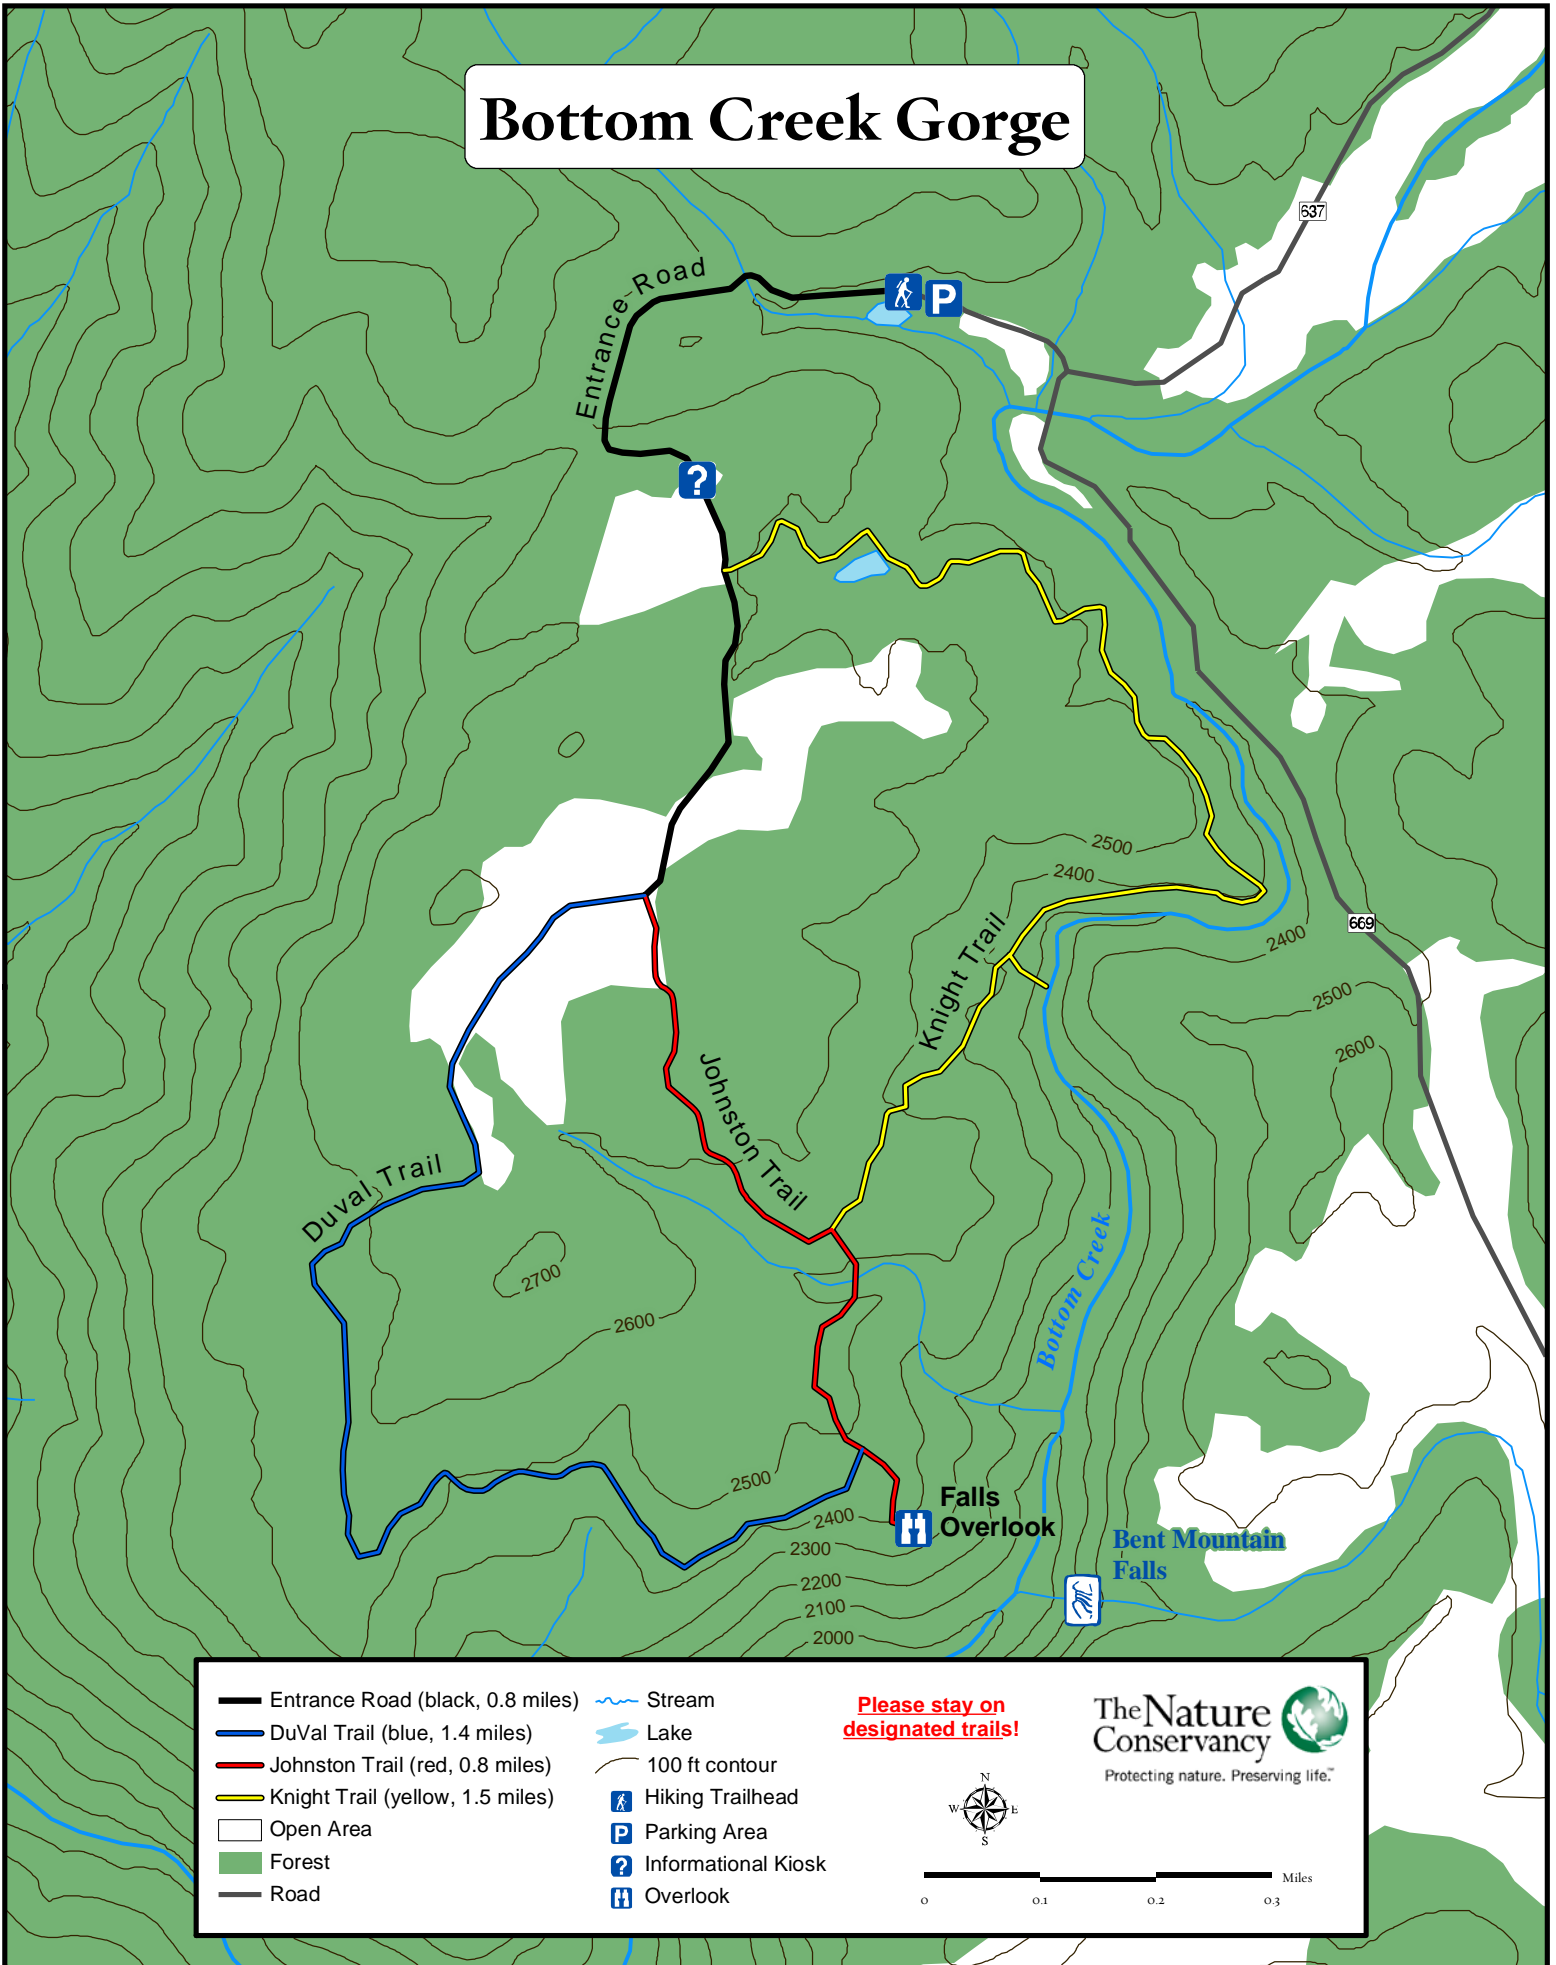 Bottom Creek Gorge
637
Entrance Road
P
?
2500
2400
669
2400
Knight Trail
2500
2600
Johnston Trail
Duval Trail
Bottom Creek
2700
2600
2500
Falls
Overlook
2400
Bent Mountain
Falls
2300
2200
2100
2000
Entrance Road (black, 0.8 miles)
DuVal Trail (blue, 1.4 miles)
Johnston Trail (red, 0.8 miles)
Knight Trail (yellow, 1.5 miles)
Open Area
Forest
Road
Stream
Lake
100 ft contour
Hiking Trailhead
P Parking Area
? Informational Kiosk
Overlook
Please stay on
designated trails!
N
W E
S
The Nature
Conservancy
Protecting nature. Preserving life.™
Miles
0 0.1 0.2 0.3